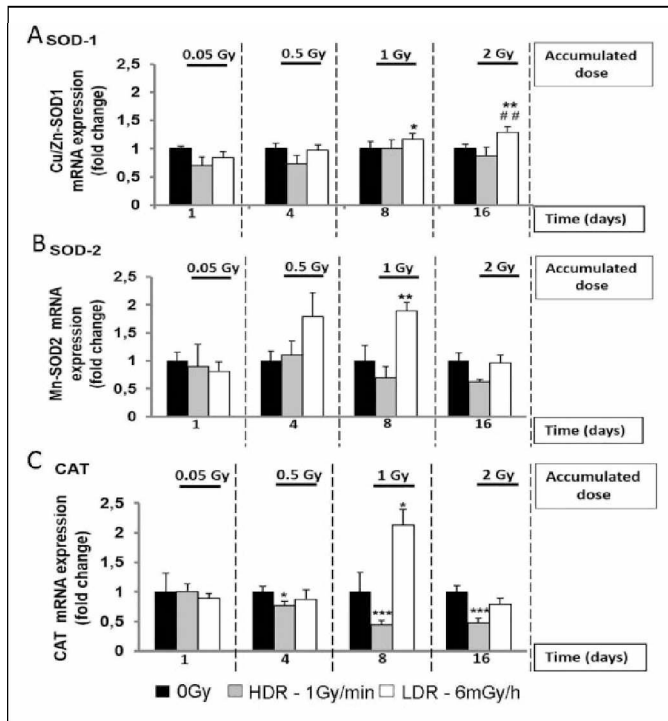 A SOD-1
0.05 Gy 0.5 Gy 1 Gy 2 Gy
Accumulated
dose
Cu/Zn-SOD1
mRNA expression
(fold change)
2,5
2
1,5
1
0,5
0
*
**
##
1 4 8 16
Time (days)
B SOD-2
0.05 Gy 0.5 Gy 1 Gy 2 Gy
Accumulated
dose
Mn-SOD2 mRNA
expression
(fold change)
2,5
2
1,5
1
0,5
0
**
1 4 8 16
Time (days)
C CAT
0.05 Gy 0.5 Gy 1 Gy 2 Gy
Accumulated
dose
CAT mRNA expression
(fold change)
2,5
2
1,5
1
0,5
0
*
***
*
***
1 4 8 16
Time (days)
0Gy HDR - 1Gy/min LDR - 6mGy/h